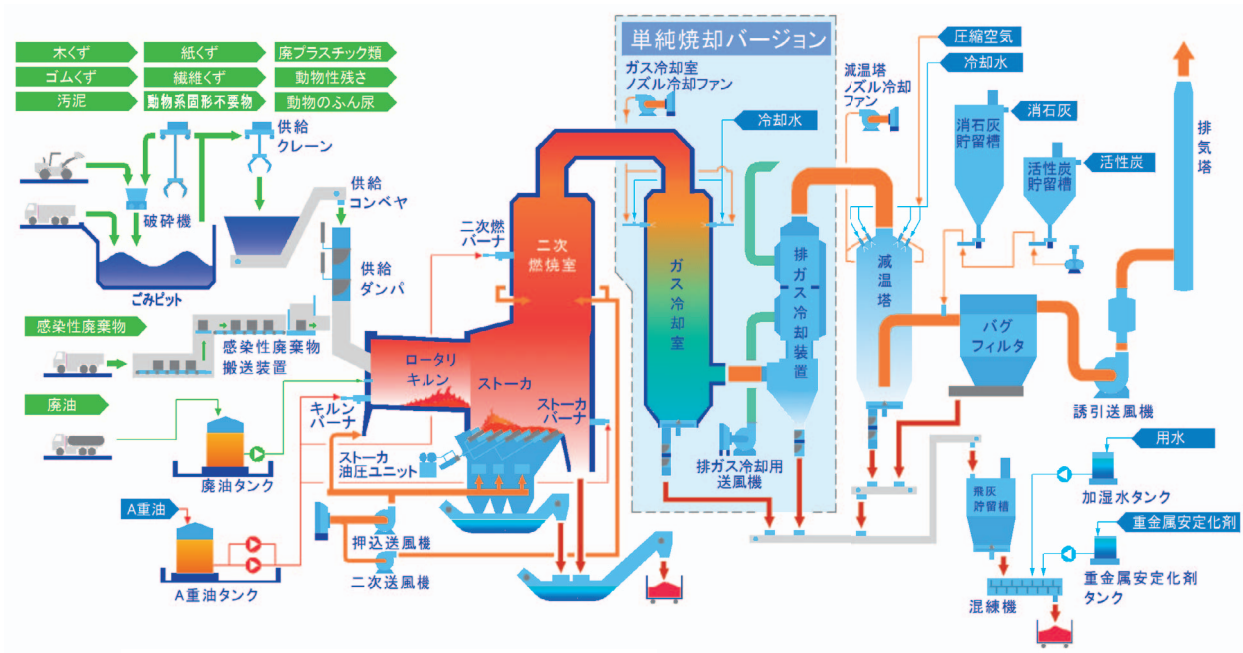 木くず
紙くず
廃プラスチック類
ゴムくず
繊維くず
動物性残さ
汚泥
動物系固形不要物
動物のふん尿
供給
クレーン
破砕機
ごみピット
供給
コンベヤ
供給
ダンパ
感染性廃棄物
感染性廃棄物
搬送装置
廃油
廃油タンク
A重油
A重油タンク
二次燃
バーナ
二次
燃焼室
ロータリ
キルン
ストーカ
キルン
バーナ
ストーカ
バーナ
ストーカ
油圧ユニット
押込送風機
二次送風機
単純焼却バージョン
ガス冷却室
ノズル冷却ファン
冷却水
ガス冷却室
排ガス冷却装置
排ガス冷却用
送風機
減温塔
ノズル冷却
ファン
圧縮空気
冷却水
減温塔
消石灰
消石灰
貯留槽
活性炭
活性炭
貯留槽
バグ
フィルタ
誘引送風機
排気塔
飛灰
貯留槽
用水
加湿水タンク
重金属安定化剤
重金属安定化剤
タンク
混練機